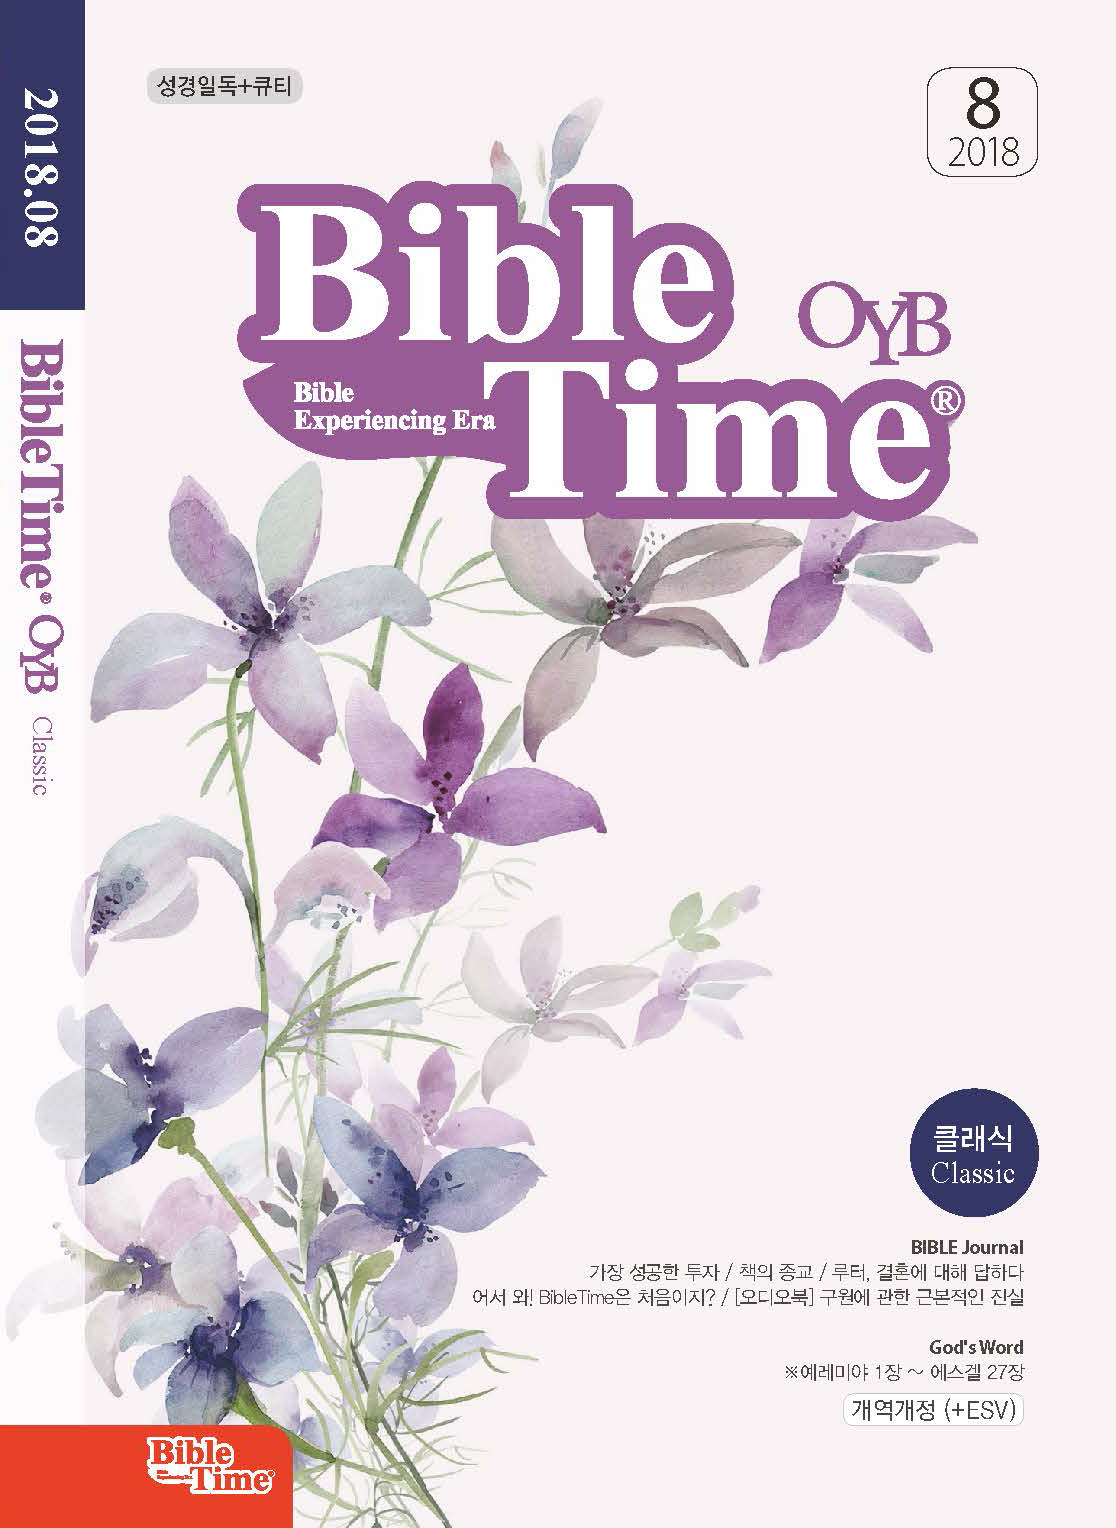 2018.08
BibleTime® OYB Classic
성경일독+큐티
8
2018
Bible
OYB
Time®
Bible
Experiencing Era
클래식
Classic
BIBLE Journal
가장 성공한 투자 / 책의 종교 / 루터, 결혼에 대해 답하다
어서 와! BibleTime은 처음이지? / [오디오북] 구원에 관한 근본적인 진실
God's Word
※예레미야 1장 ~ 에스겔 27장
개역개정 (+ESV)
Bible
Time®